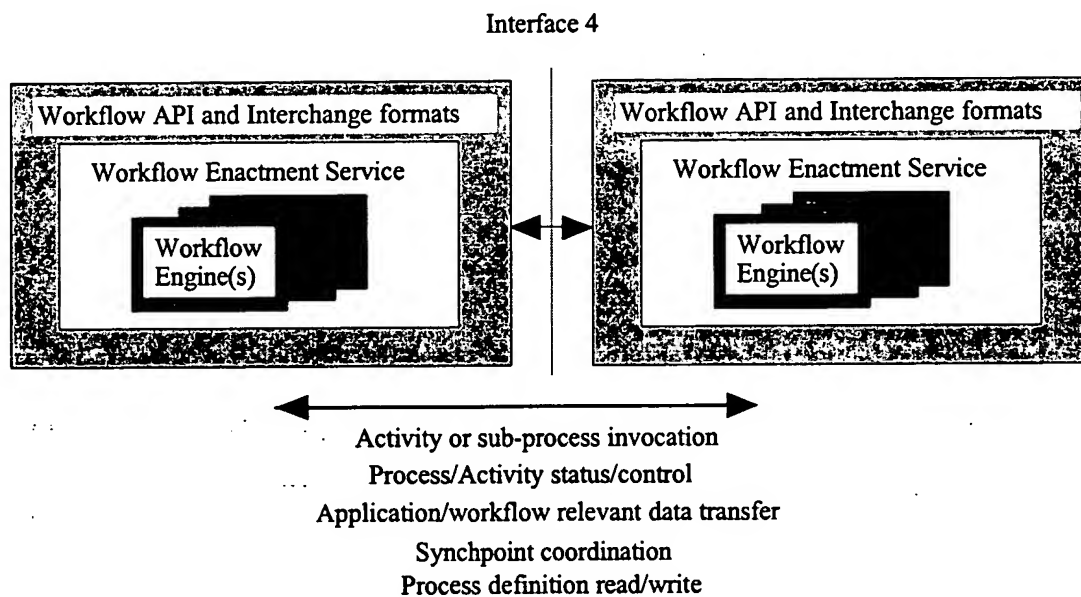 Interface 4
Workflow API and Interchange formats
Workflow Enactment Service
Workflow
Engine(s)
Workflow API and Interchange formats
Workflow Enactment Service
Workflow
Engine(s)
Activity or sub-process invocation
Process/Activity status/control
Application/workflow relevant data transfer
Synchpoint coordination
Process definition read/write